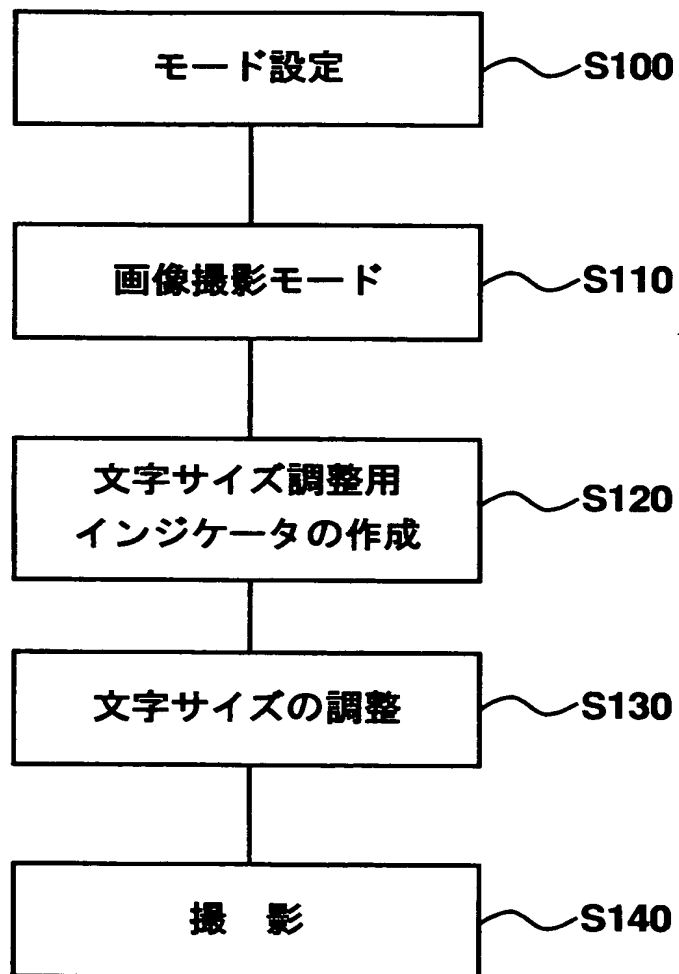 モード設定
S100
画像撮影モード
S110
文字サイズ調整用
インジケータの作成
S120
文字サイズの調整
S130
撮　影
S140